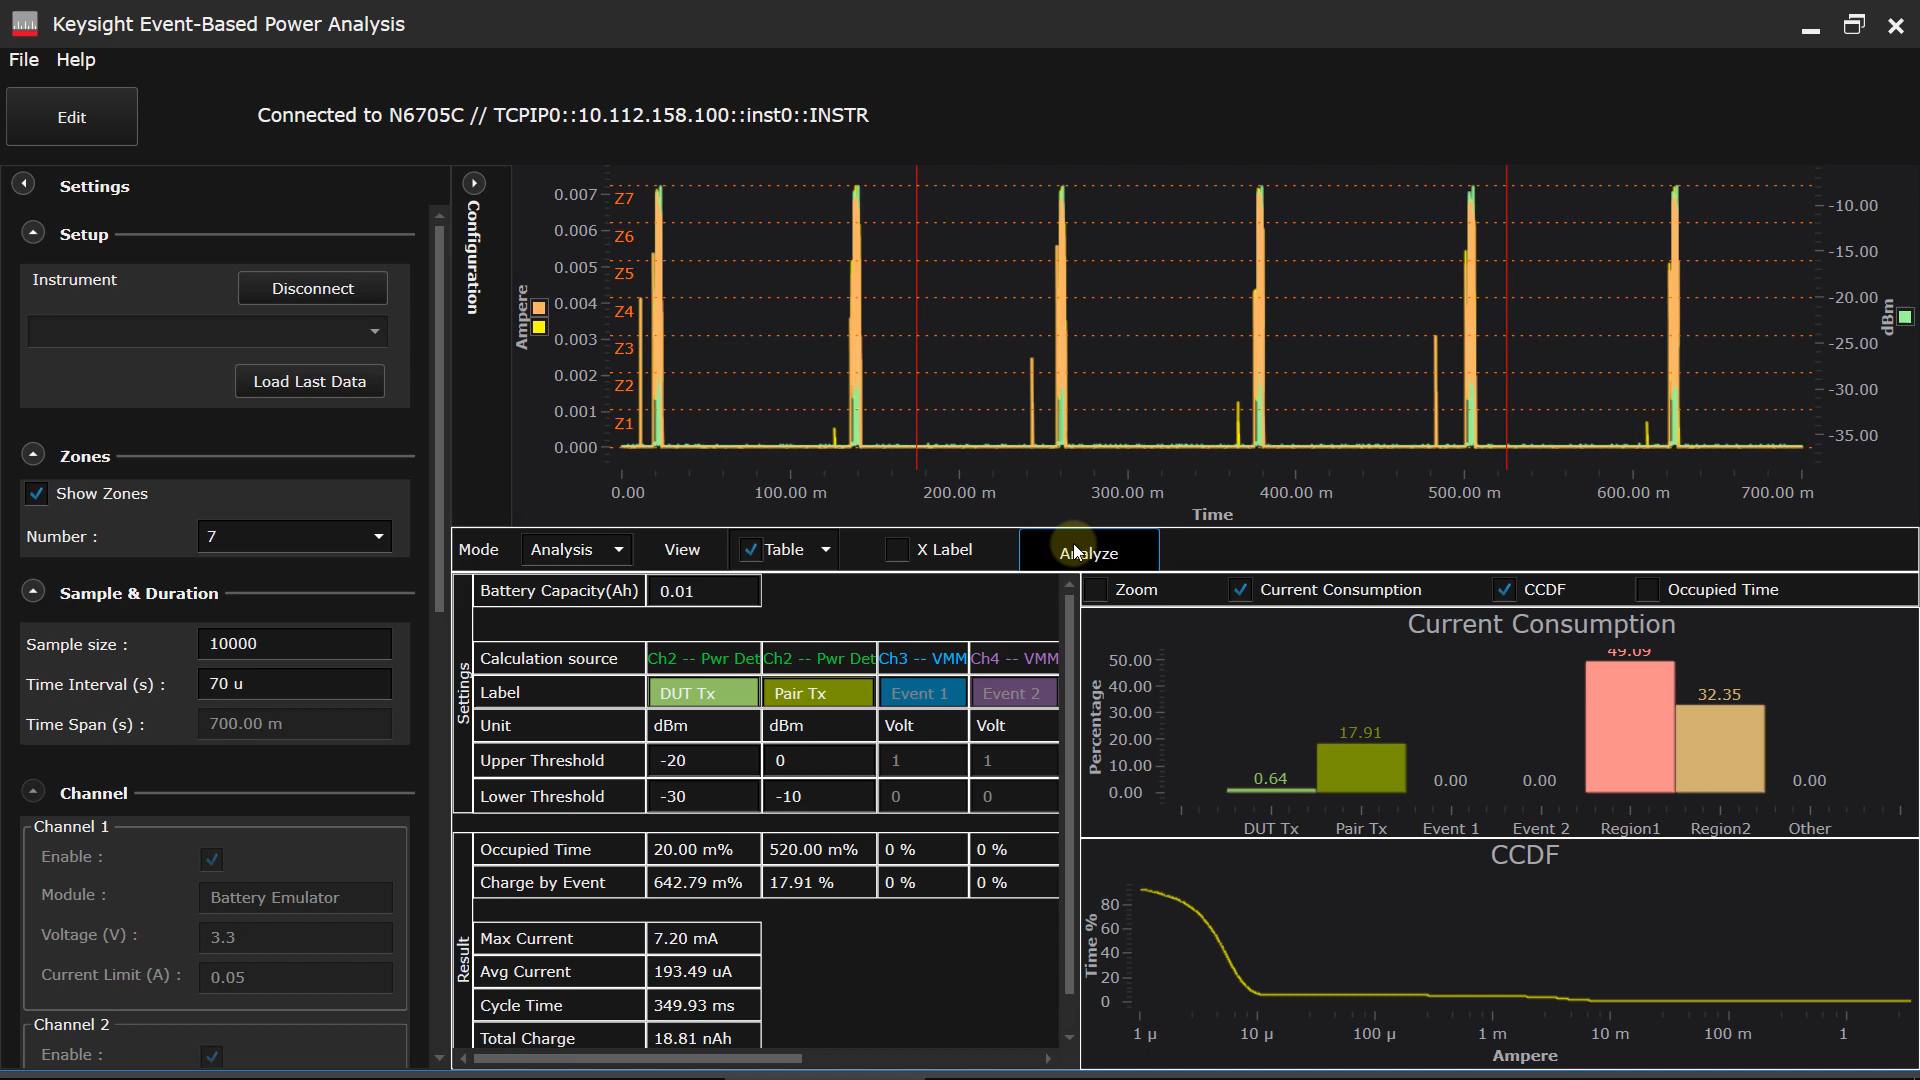 Keysight Event-Based Power Analysis
File Help
Edit
Connected to N6705C // TCPIP0::10.112.158.100::inst0::INSTR
Settings
Setup
Instrument
Disconnect
Load Last Data
Zones
Show Zones
Number : 7
Sample & Duration
Sample size : 10000
Time Interval (s) : 70 u
Time Span (s) : 700.00 m
Channel
Channel 1
Enable :
Module : Battery Emulator
Voltage (V) : 3.3
Current Limit (A) : 0.05
Channel 2
Enable :
Configuration
Ampere
0.007
0.006
0.005
0.004
0.003
0.002
0.001
0.000
Z7
Z6
Z5
Z4
Z3
Z2
Z1
-10.00
-15.00
-20.00
-25.00
-30.00
-35.00
dBm
0.00 100.00 m 200.00 m 300.00 m 400.00 m 500.00 m 600.00 m 700.00 m
Time
Mode Analysis View Table X Label Analyze
Settings
Battery Capacity(Ah) 0.01
Calculation source Ch2 -- Pwr Det Ch2 -- Pwr Det Ch3 -- VMM Ch4 -- VMM
Label DUT Tx Pair Tx Event 1 Event 2
Unit dBm dBm Volt Volt
Upper Threshold -20 0 1 1
Lower Threshold -30 -10 0 0
Result
Occupied Time 20.00 m% 520.00 m% 0 % 0 %
Charge by Event 642.79 m% 17.91 % 0 % 0 %
Max Current 7.20 mA
Avg Current 193.49 uA
Cycle Time 349.93 ms
Total Charge 18.81 nAh
Zoom Current Consumption CCDF Occupied Time
Current Consumption
Percentage
50.00
40.00
30.00
20.00
10.00
0.00
0.64 17.91 0.00 0.00 49.09 32.35 0.00
DUT Tx Pair Tx Event 1 Event 2 Region1 Region2 Other
CCDF
Time %
80
60
40
20
0
1 µ 10 µ 100 µ 1 m 10 m 100 m 1
Ampere